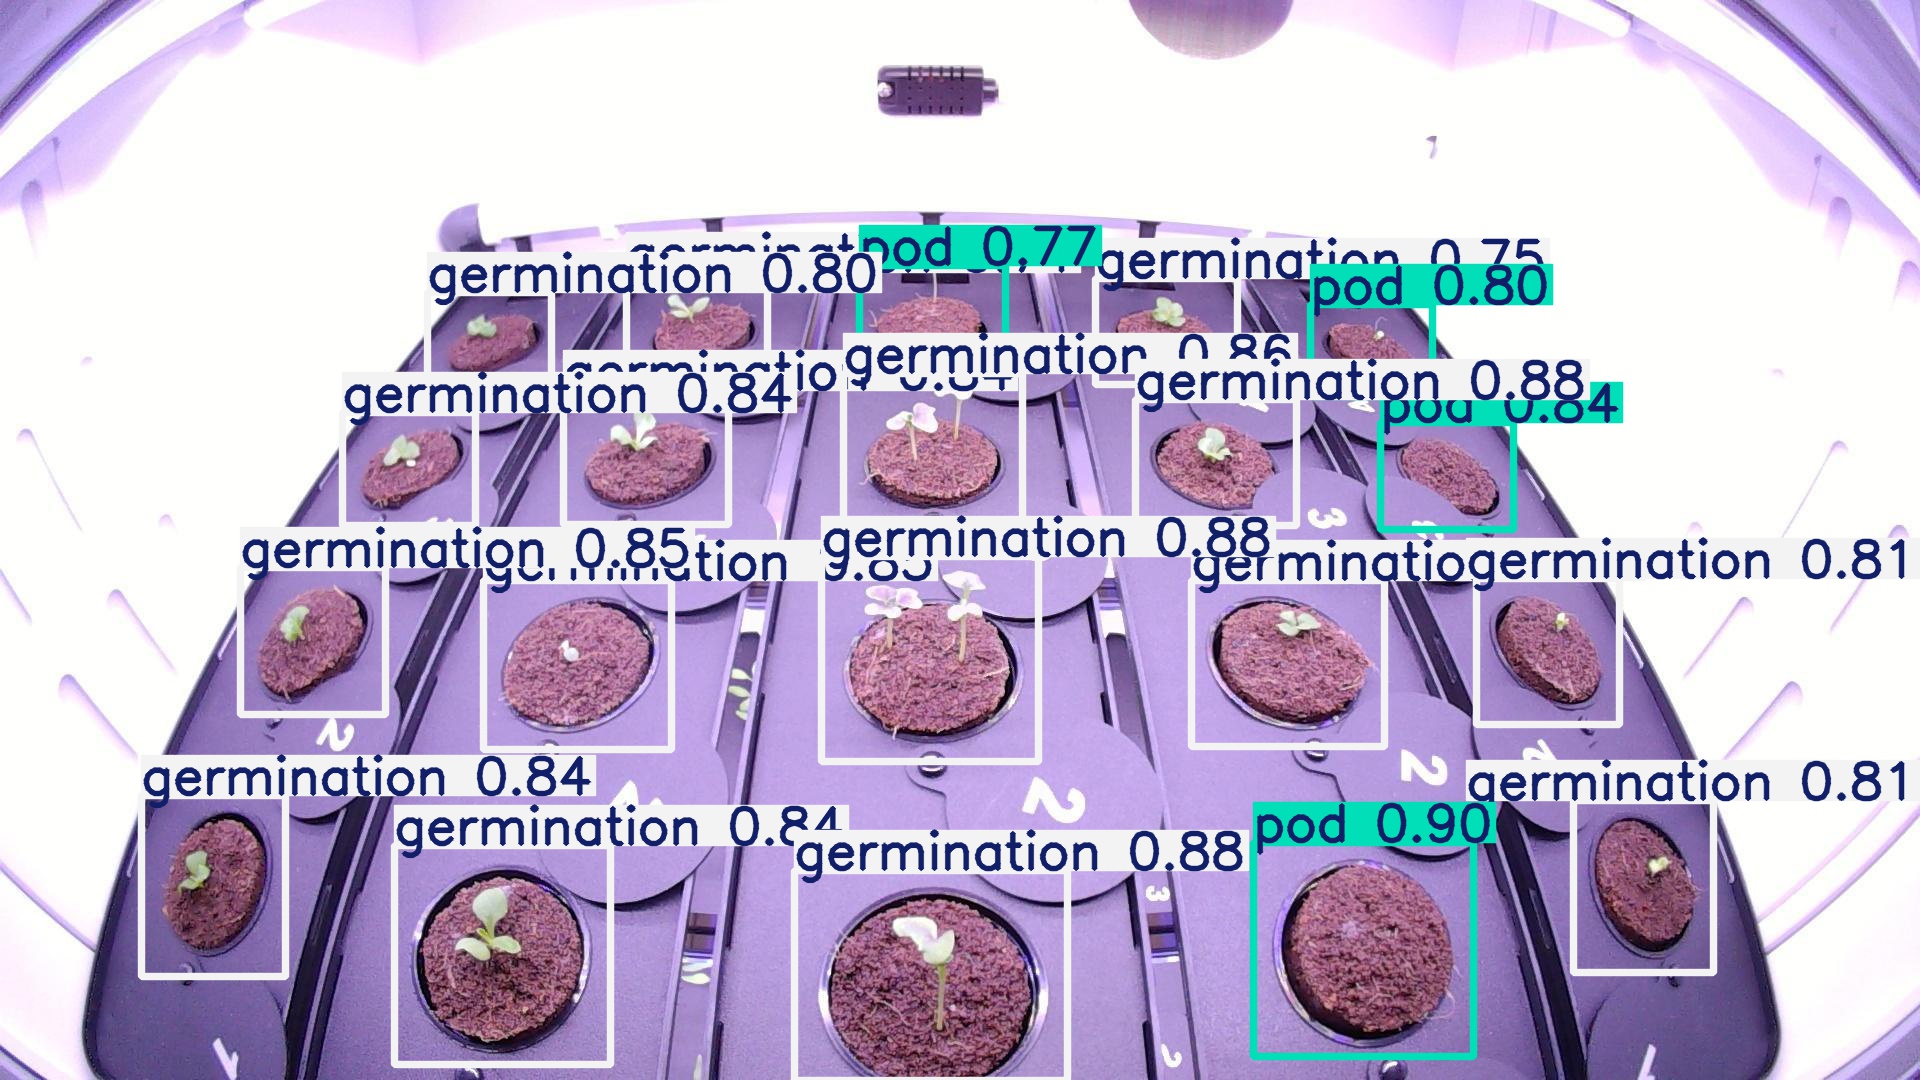 pod 0.77
germination 0.75
germination 0.80
pod 0.80
germination 0.86
germination 0.88
germination 0.84
pod 0.84
germination 0.88
germination 0.85
germination 0.81
2
3
2
2
germination 0.84
germination 0.81
germination 0.84
pod 0.90
germination 0.88
3
1